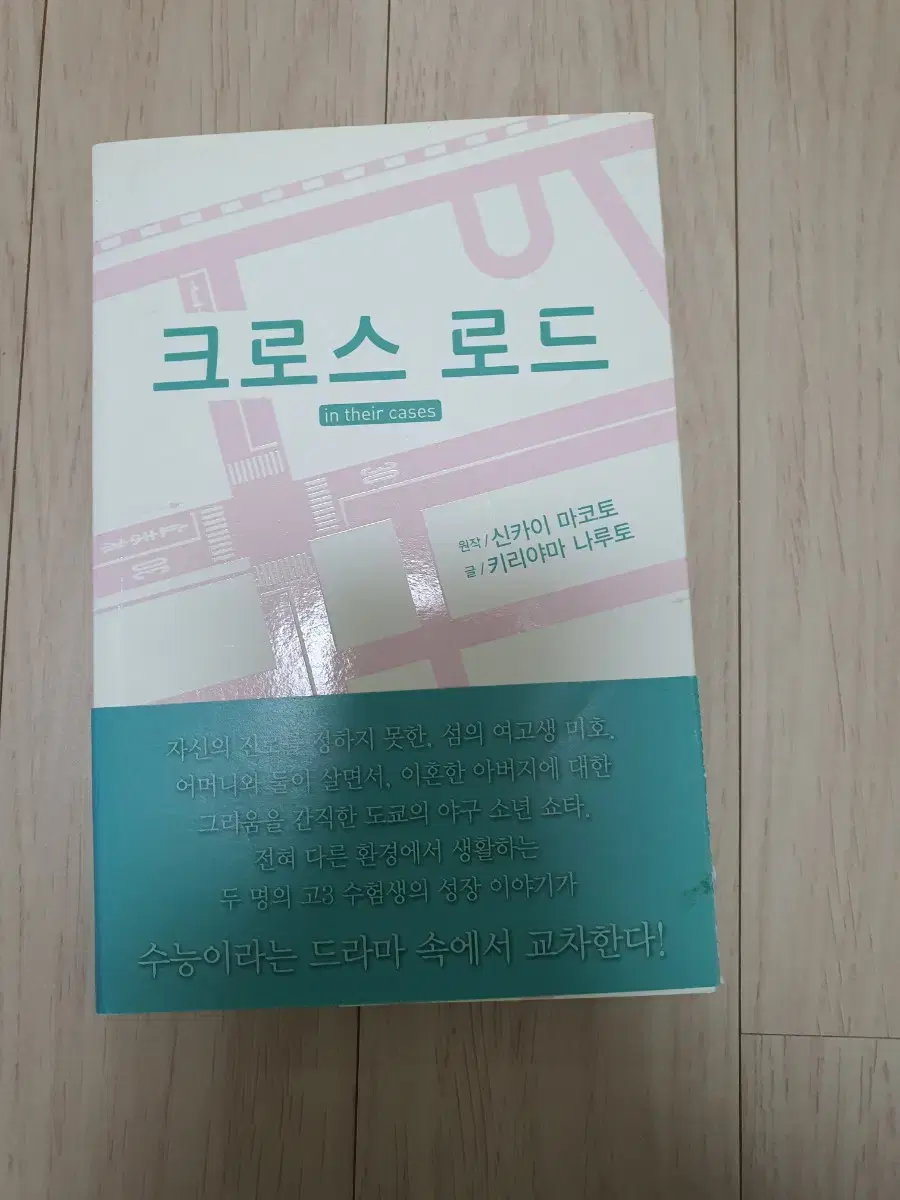 크로스 로드
in their cases
원작 / 신카이 마코토
글 / 키리야마 나루토
자신의 진로를 정하지 못한, 섬의 여고생 미호.
어머니와 둘이 살면서, 이혼한 아버지에 대한
그리움을 간직한 도쿄의 야구 소년 쇼타.
전혀 다른 환경에서 생활하는
두 명의 고3 수험생의 성장 이야기가
수능이라는 드라마 속에서 교차한다!